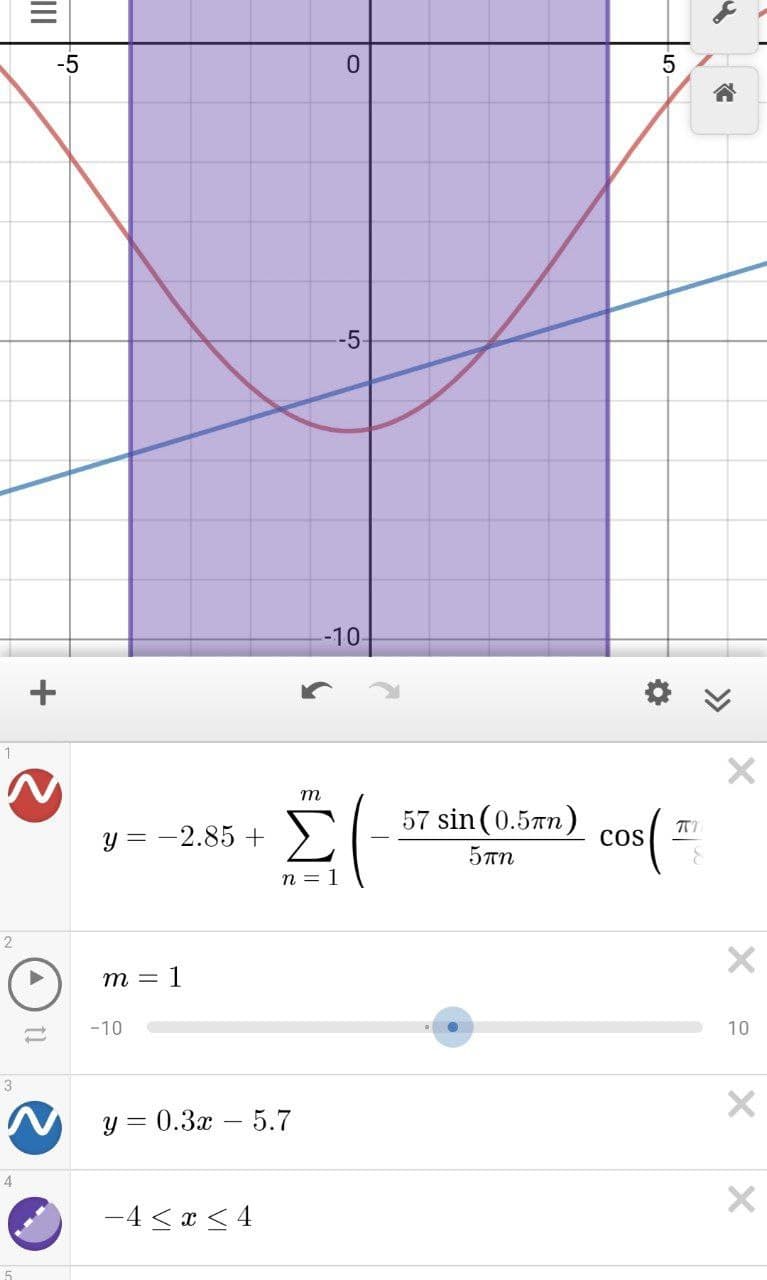 -5 0 5
-5
-10
1
y = −2.85 + ∑ m n = 1 ( − 57 sin(0.5πn) / 5πn cos( π
2
m = 1
−10 10
3
y = 0.3x − 5.7
4
−4 ≤ x ≤ 4
5